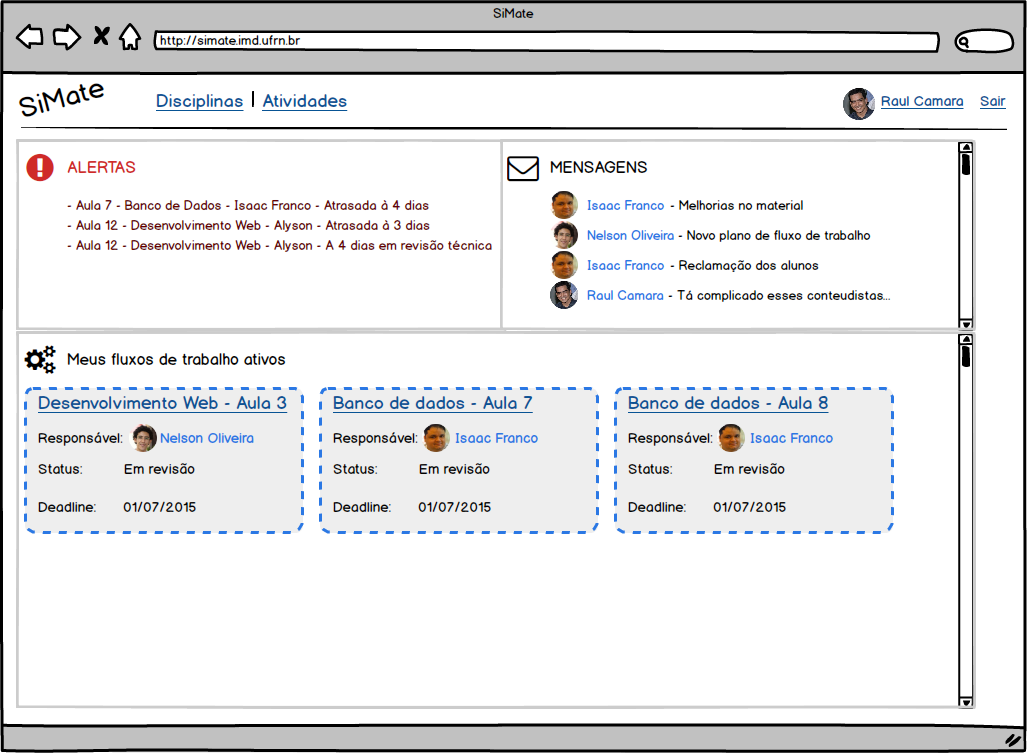 SiMate
http://simate.imd.ufrn.br
SiMate
Disciplinas | Atividades
Raul Camara Sair
ALERTAS
- Aula 7 - Banco de Dados - Isaac Franco - Atrasada à 4 dias
- Aula 12 - Desenvolvimento Web - Alyson - Atrasada à 3 dias
- Aula 12 - Desenvolvimento Web - Alyson - A 4 dias em revisão técnica
MENSAGENS
Isaac Franco - Melhorias no material
Nelson Oliveira - Novo plano de fluxo de trabalho
Isaac Franco - Reclamação dos alunos
Raul Camara - Tá complicado esses conteudistas...
Meus fluxos de trabalho ativos
Desenvolvimento Web - Aula 3
Responsável: Nelson Oliveira
Status: Em revisão
Deadline: 01/07/2015
Banco de dados - Aula 7
Responsável: Isaac Franco
Status: Em revisão
Deadline: 01/07/2015
Banco de dados - Aula 8
Responsável: Isaac Franco
Status: Em revisão
Deadline: 01/07/2015